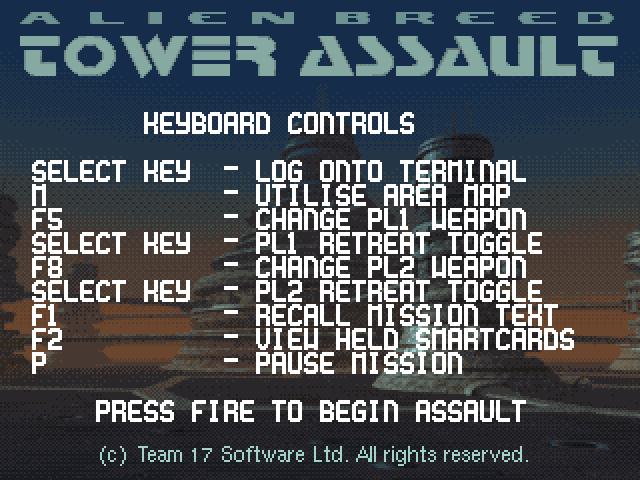 ALIEN BREED
TOWER ASSAULT
KEYBOARD CONTROLS
SELECT KEY - LOG ONTO TERMINAL
M - UTILISE AREA MAP
F5 - CHANGE PL1 WEAPON
SELECT KEY - PL1 RETREAT TOGGLE
F8 - CHANGE PL2 WEAPON
SELECT KEY - PL2 RETREAT TOGGLE
F1 - RECALL MISSION TEXT
F2 - VIEW HELD SMARTCARDS
P - PAUSE MISSION
PRESS FIRE TO BEGIN ASSAULT
(c) Team 17 Software Ltd. All rights reserved.